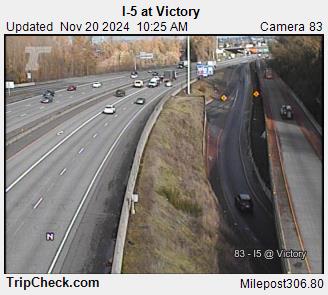 I-5 at Victory
Updated Nov 20 2024 10:25 AM Camera 83
T
N
83 - I5 @ Victory
TripCheck.com Milepost306.80